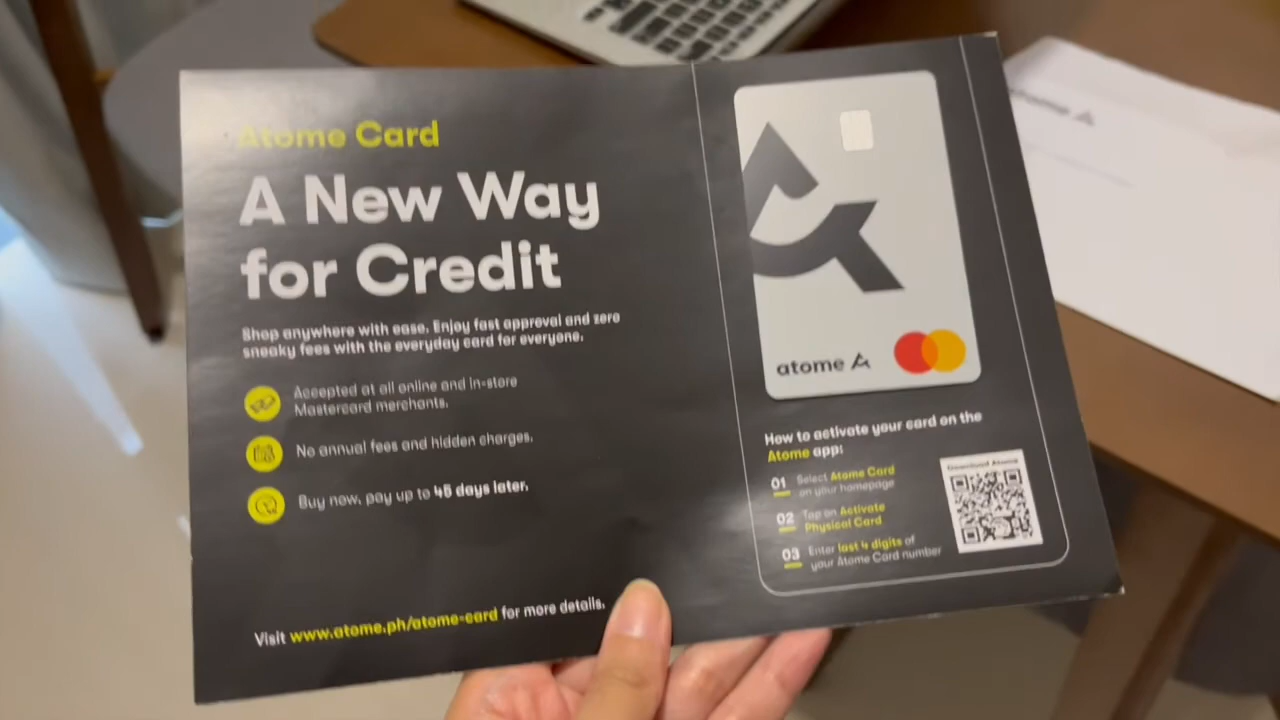 Atome Card
A New Way
for Credit
Shop anywhere with ease. Enjoy fast approval and zero
sneaky fees with the everyday card for everyone.
Accepted at all online and in-store
Mastercard merchants.
No annual fees and hidden charges.
Buy now, pay up to 45 days later.
Visit www.atome.ph/atome-card for more details.
atome
How to activate your card on the
Atome app:
01 Select Atome Card
on your homepage
02 Tap on Activate
Physical Card
03 Enter last 4 digits of
your Atome Card number
Download Atome
atome